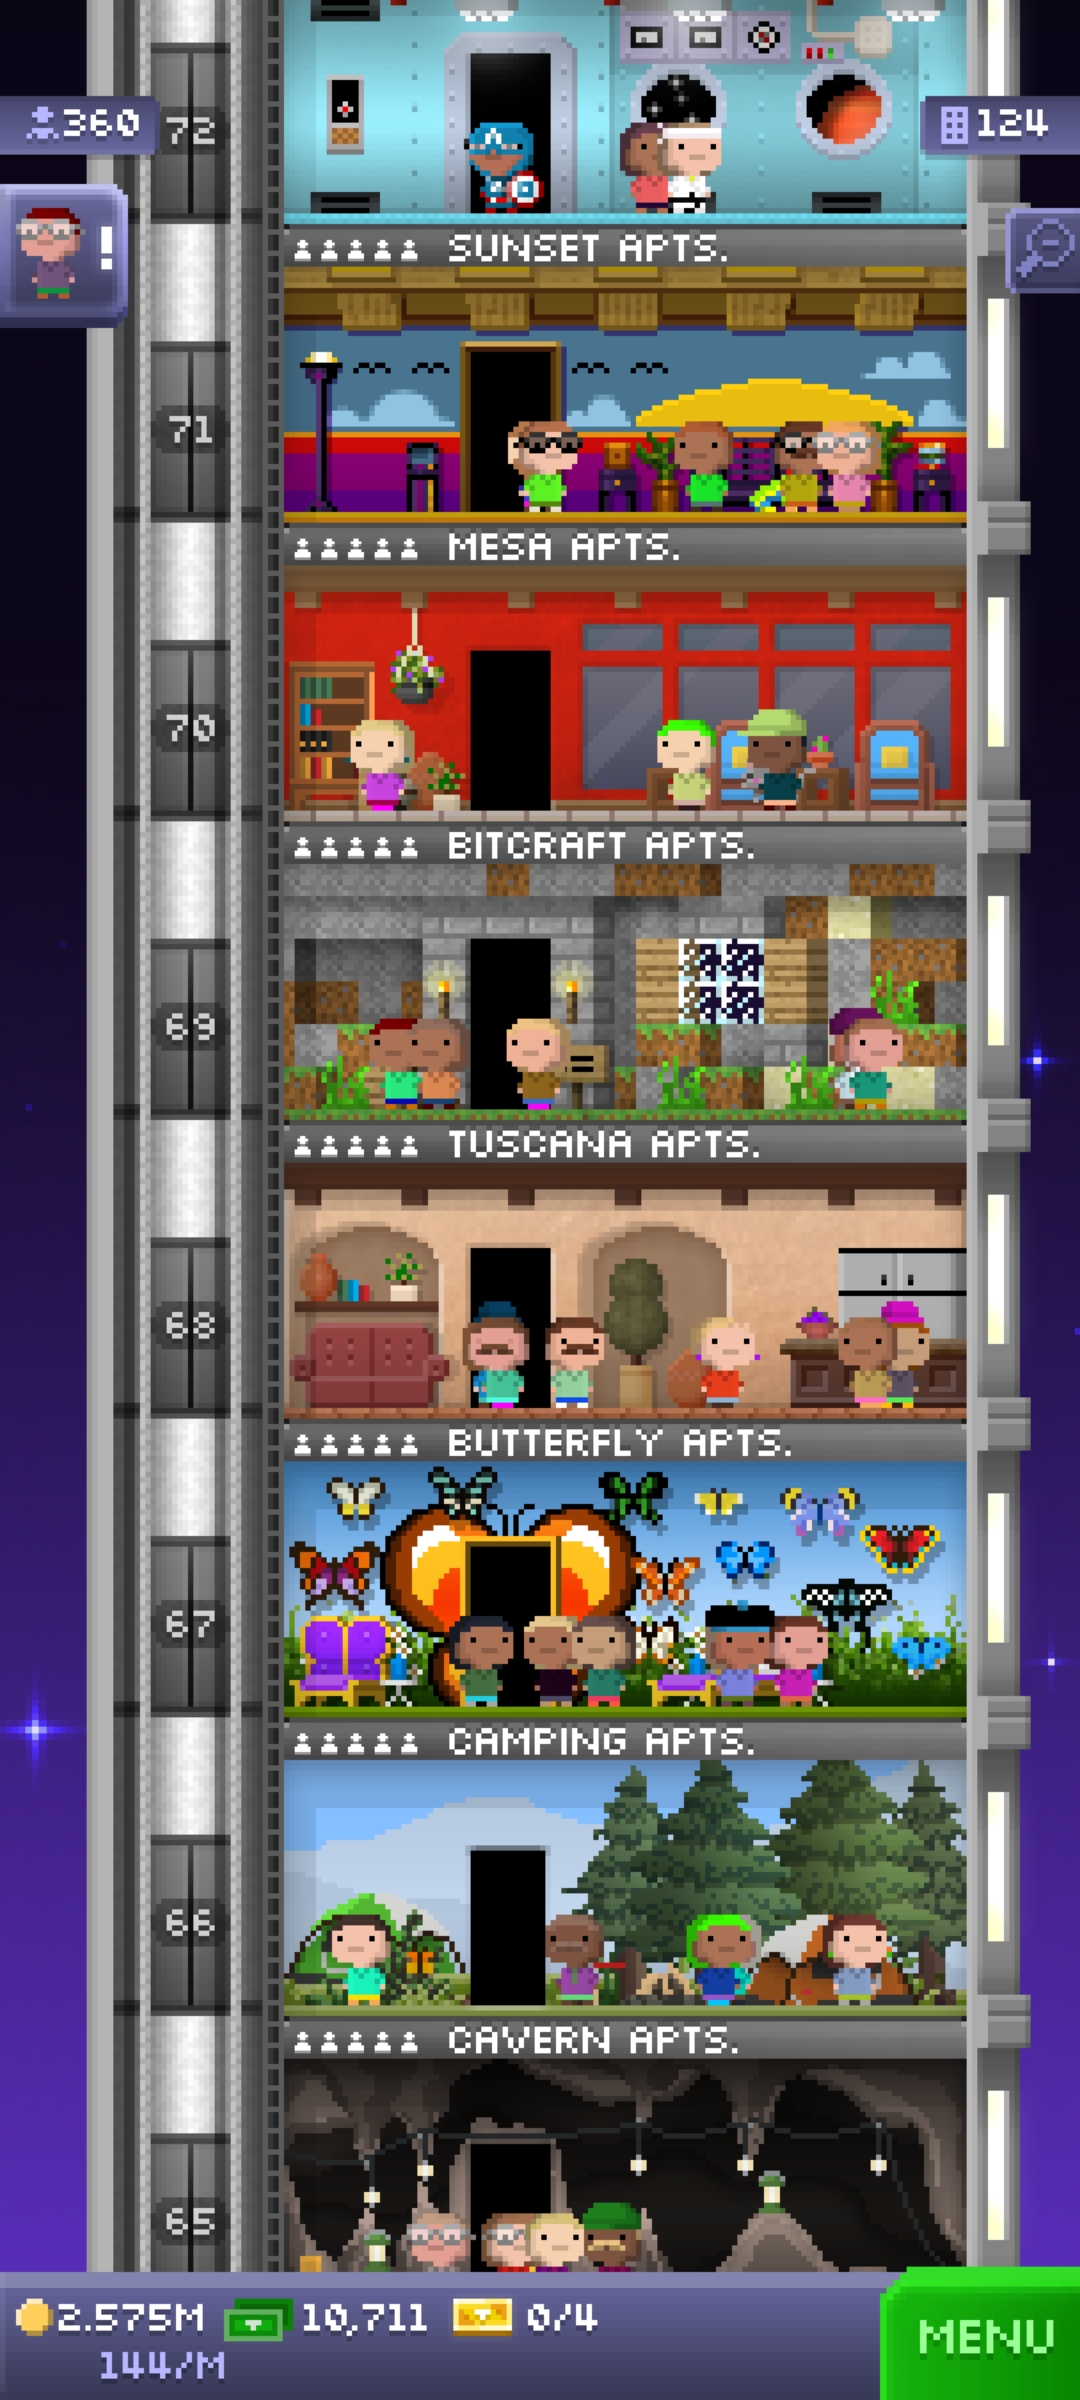 360
72
124
!
SUNSET APTS.
71
MESA APTS.
70
BITCRAFT APTS.
69
TUSCANA APTS.
68
BUTTERFLY APTS.
67
CAMPING APTS.
66
CAVERN APTS.
65
2.575M 10,711 0/4
144/M
MENU